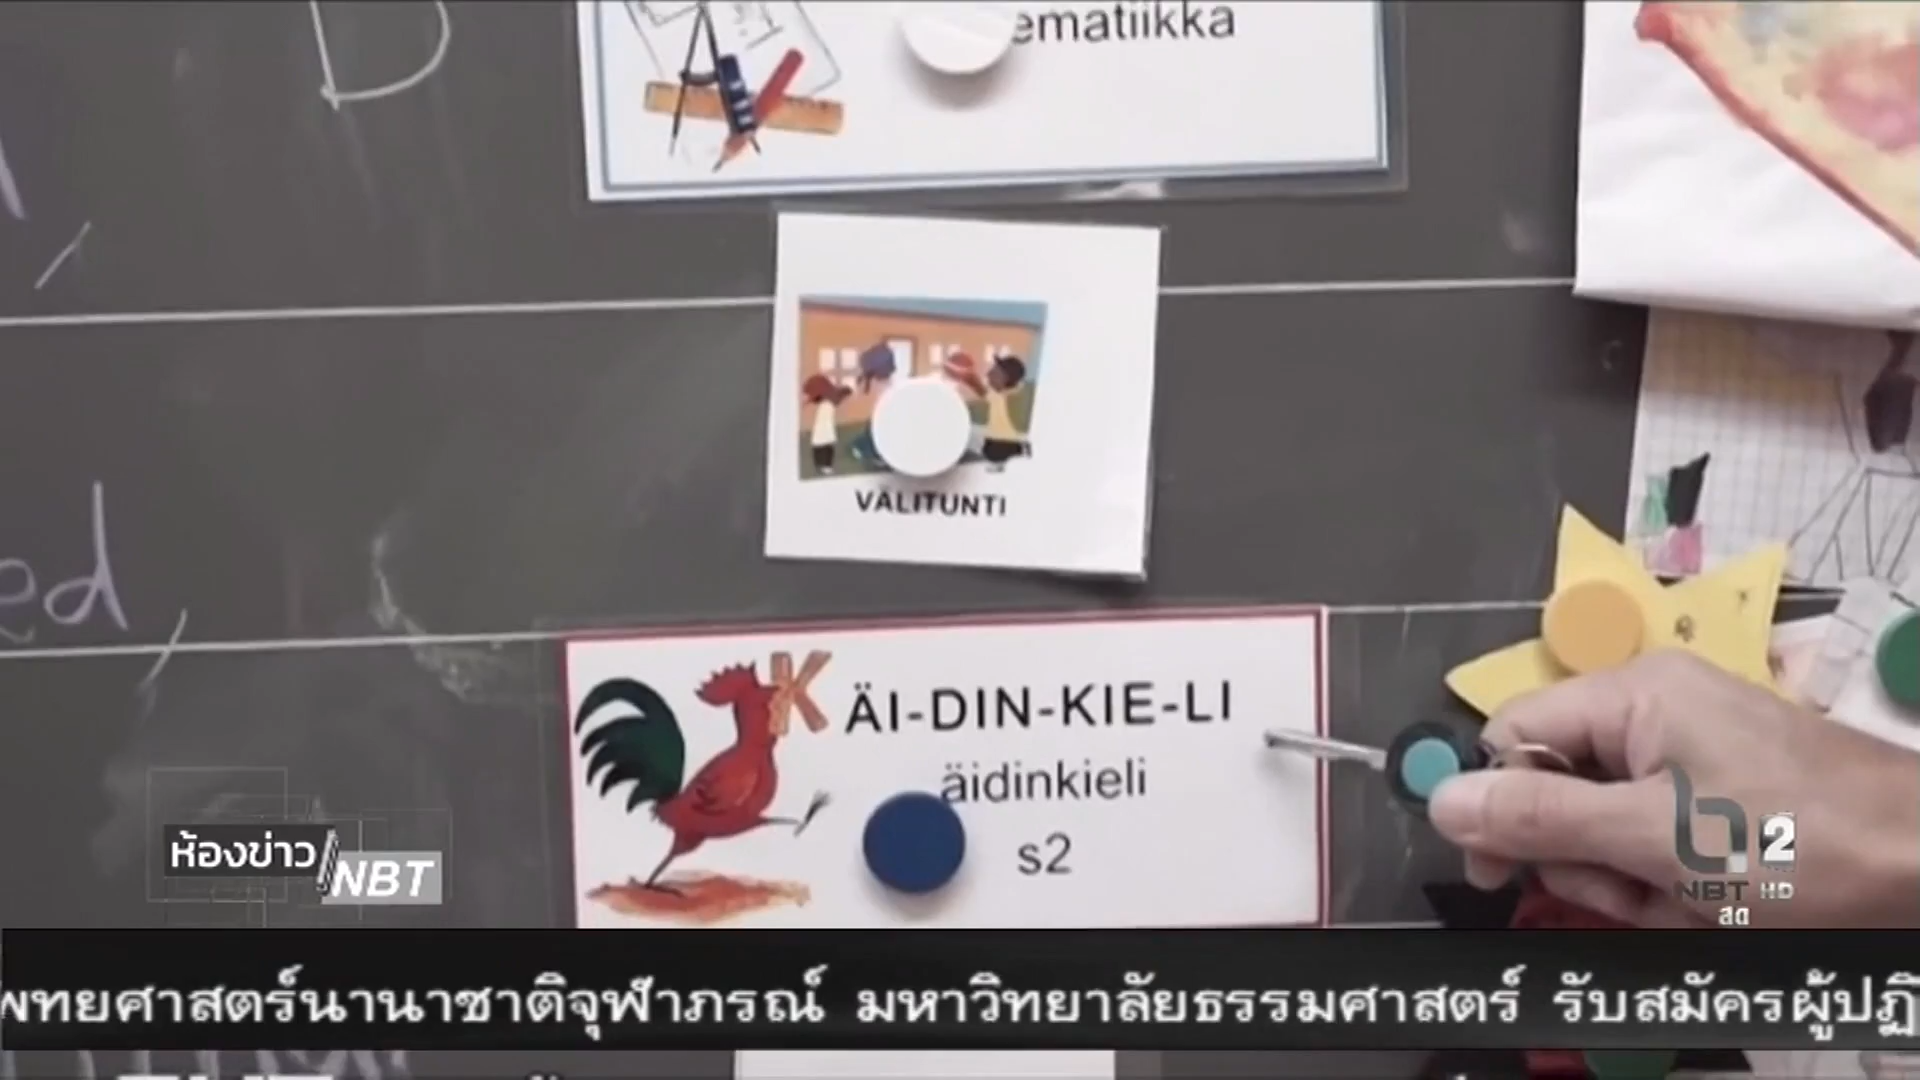 ematiikka
VÄLITUNTI
K
ÄI-DIN-KIE-LI
äidinkieli
s2
ed,
ห้องข่าว
NBT
2
NBT HD
สด
พทยศาสตร์นานาชาติจุฬาภรณ์ มหาวิทยาลัยธรรมศาสตร์ รับสมัครผู้ปฏิ